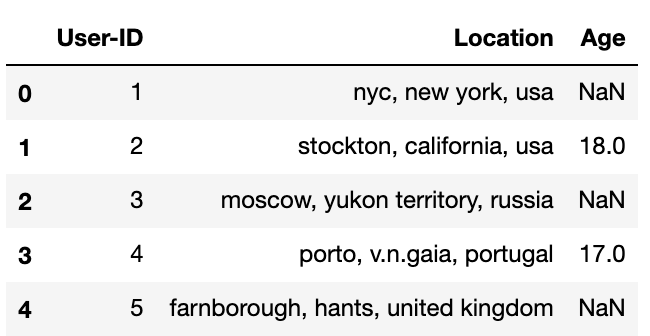 User-ID Location Age
0 1 nyc, new york, usa NaN
1 2 stockton, california, usa 18.0
2 3 moscow, yukon territory, russia NaN
3 4 porto, v.n.gaia, portugal 17.0
4 5 farnborough, hants, united kingdom NaN